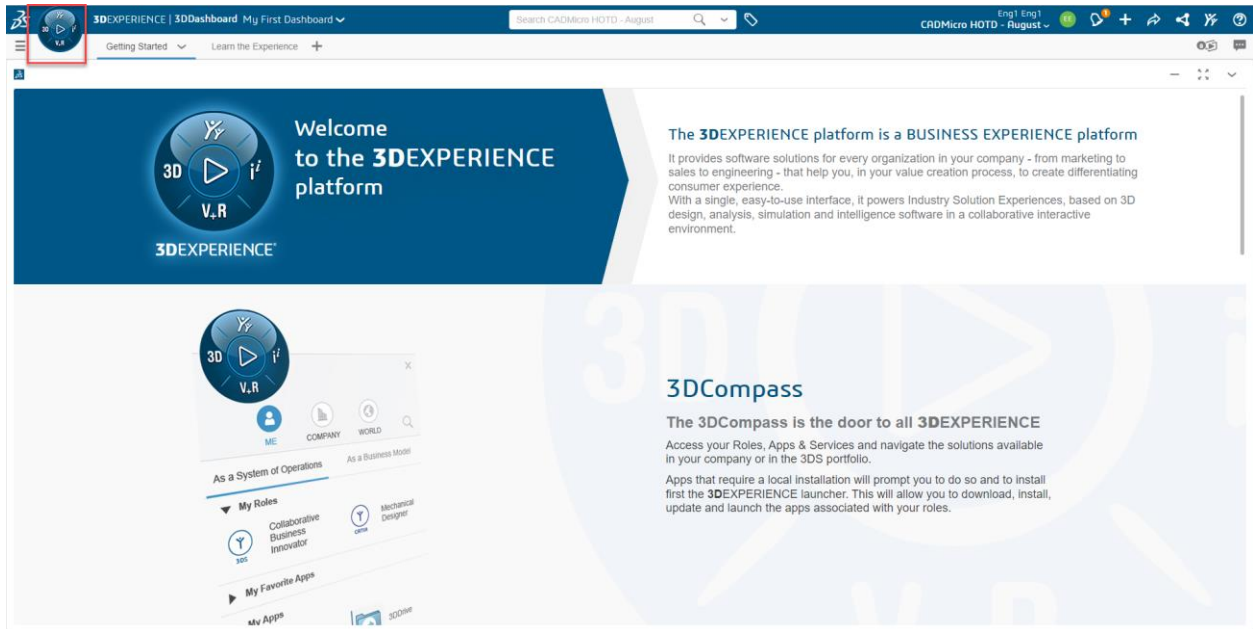 3DEXPERIENCE | 3DDashboard My First Dashboard
Search CADMicro HOTD - August
Eng1 Eng1
CADMicro HOTD - August
3D
V+R
Getting Started
Learn the Experience
Welcome
to the 3DEXPERIENCE
platform
3D
V+R
3DEXPERIENCE
The 3DEXPERIENCE platform is a BUSINESS EXPERIENCE platform
It provides software solutions for every organization in your company - from marketing to
sales to engineering - that help you, in your value creation process, to create differentiating
consumer experience.
With a single, easy-to-use interface, it powers Industry Solution Experiences, based on 3D
design, analysis, simulation and intelligence software in a collaborative interactive
environment.
3D
V+R
X
ME
COMPANY
WORLD
As a System of Operations
As a Business Model
My Roles
Collaborative
Business
Innovator
3DS
Mechanical
Designer
My Favorite Apps
My Apps
3DDrive
3DCompass
The 3DCompass is the door to all 3DEXPERIENCE
Access your Roles, Apps & Services and navigate the solutions available
in your company or in the 3DS portfolio.
Apps that require a local installation will prompt you to do so and to install
first the 3DEXPERIENCE launcher. This will allow you to download, install,
update and launch the apps associated with your roles.